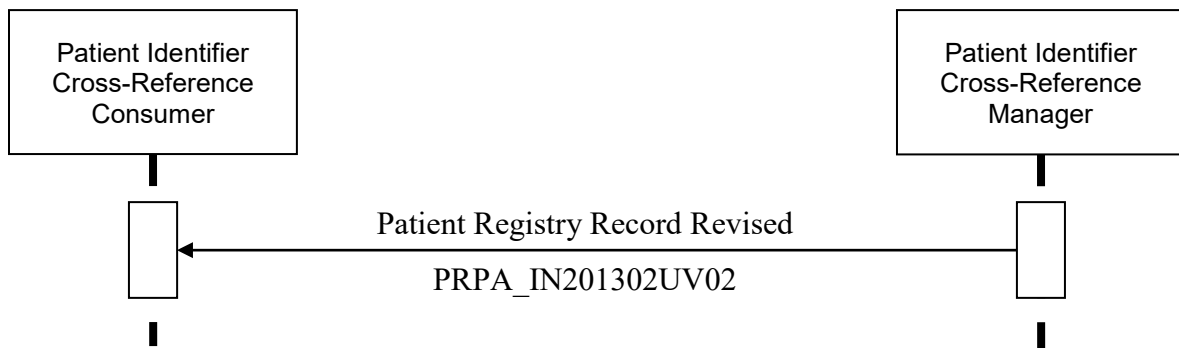 Patient Identifier
Cross-Reference
Consumer
Patient Identifier
Cross-Reference
Manager
Patient Registry Record Revised
PRPA_IN201302UV02